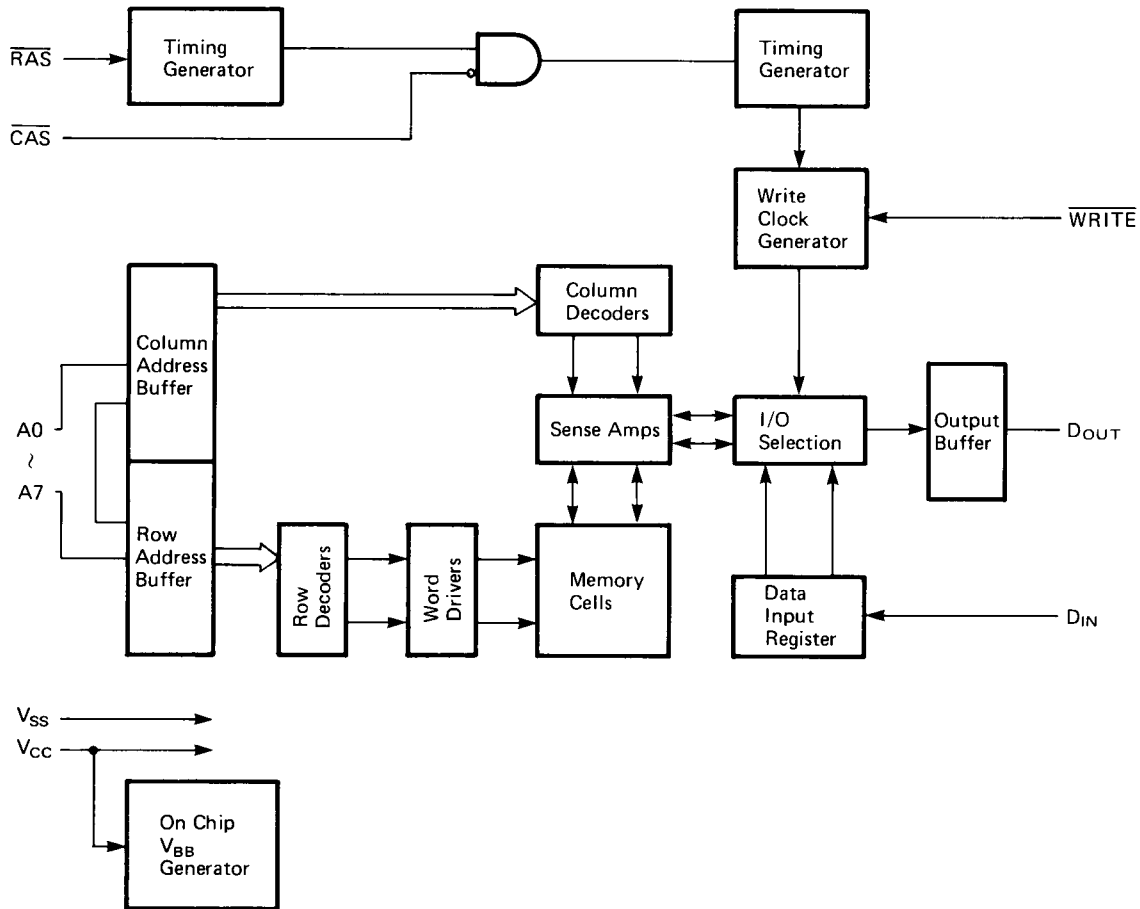 RAS
Timing
Generator
Timing
Generator
CAS
Write
Clock
Generator
WRITE
Column
Address
Buffer
Column
Decoders
A0
~
A7
Sense Amps
I/O
Selection
Output
Buffer
DOUT
Row
Address
Buffer
Row
Decoders
Word
Drivers
Memory
Cells
Data
Input
Register
DIN
VSS
VCC
On Chip
VBB
Generator